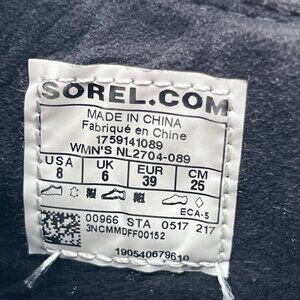 SOREL.COM
MADE IN CHINA
Fabriqué en Chine
1759141089
WMN'S NL2704-089
USA UK EUR CM
8 6 39 25
ECA-5
00966 STA 0517 217
3NCMMDFF00152
190540679610